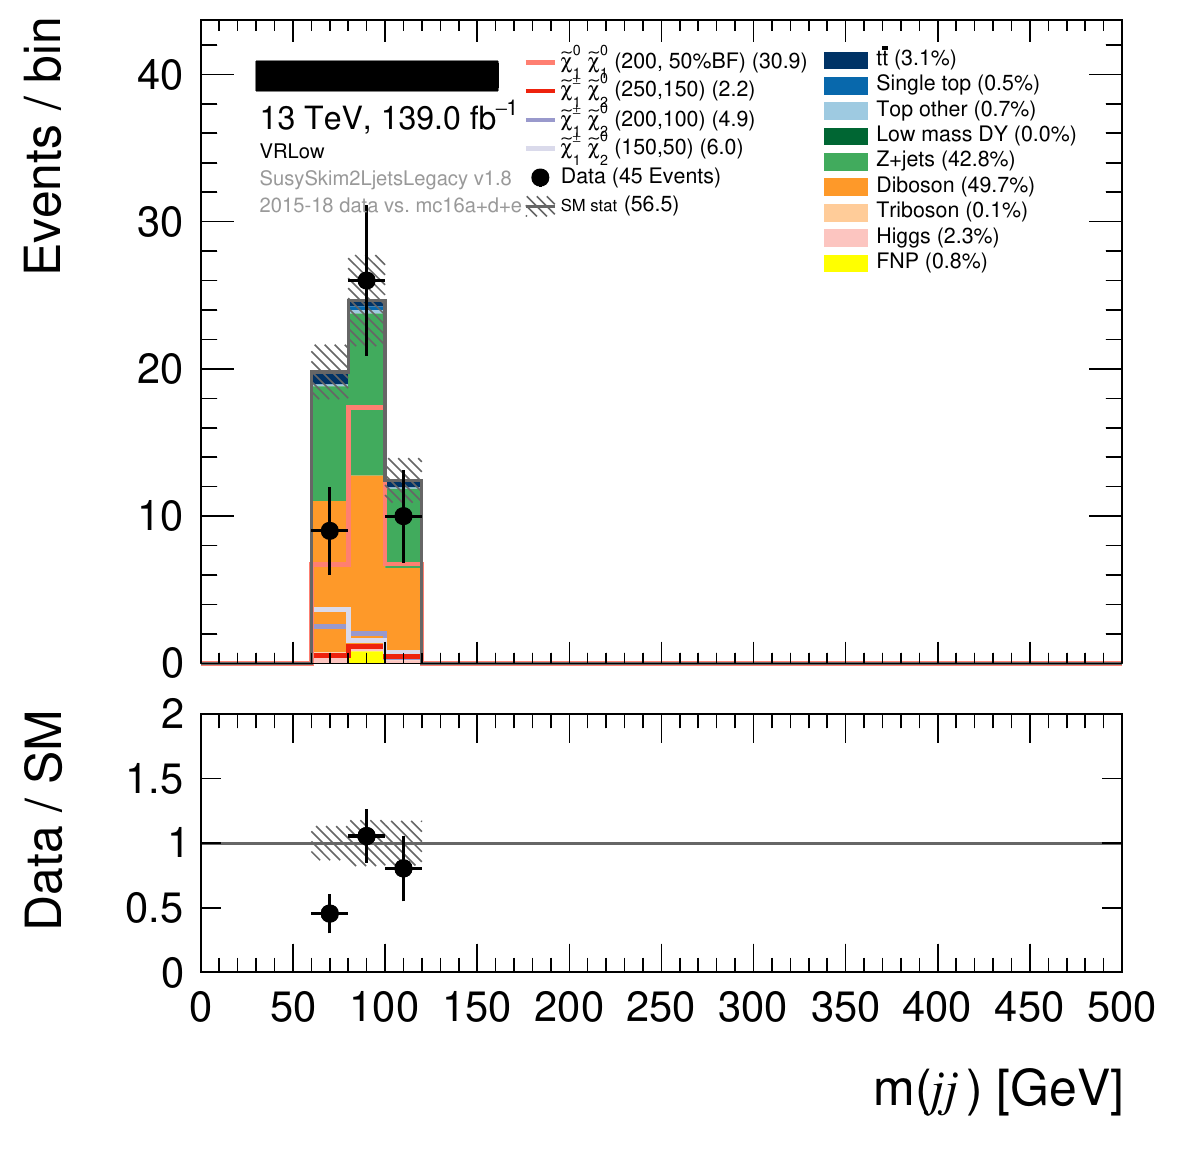 Events / bin
40
30
20
10
0
13 TeV, 139.0 fb⁻¹
VRLow
SusySkim2LjetsLegacy v1.8
2015-18 data vs. mc16a+d+e
χ̃⁰₁ χ̃⁰₁ (200, 50%BF) (30.9)
χ̃±₁ χ̃⁰₂ (250,150) (2.2)
χ̃±₁ χ̃⁰₂ (200,100) (4.9)
χ̃±₁ χ̃⁰₂ (150,50) (6.0)
Data (45 Events)
SM stat (56.5)
tt̄ (3.1%)
Single top (0.5%)
Top other (0.7%)
Low mass DY (0.0%)
Z+jets (42.8%)
Diboson (49.7%)
Triboson (0.1%)
Higgs (2.3%)
FNP (0.8%)
Data / SM
2
1.5
1
0.5
0
0 50 100 150 200 250 300 350 400 450 500
m(jj) [GeV]